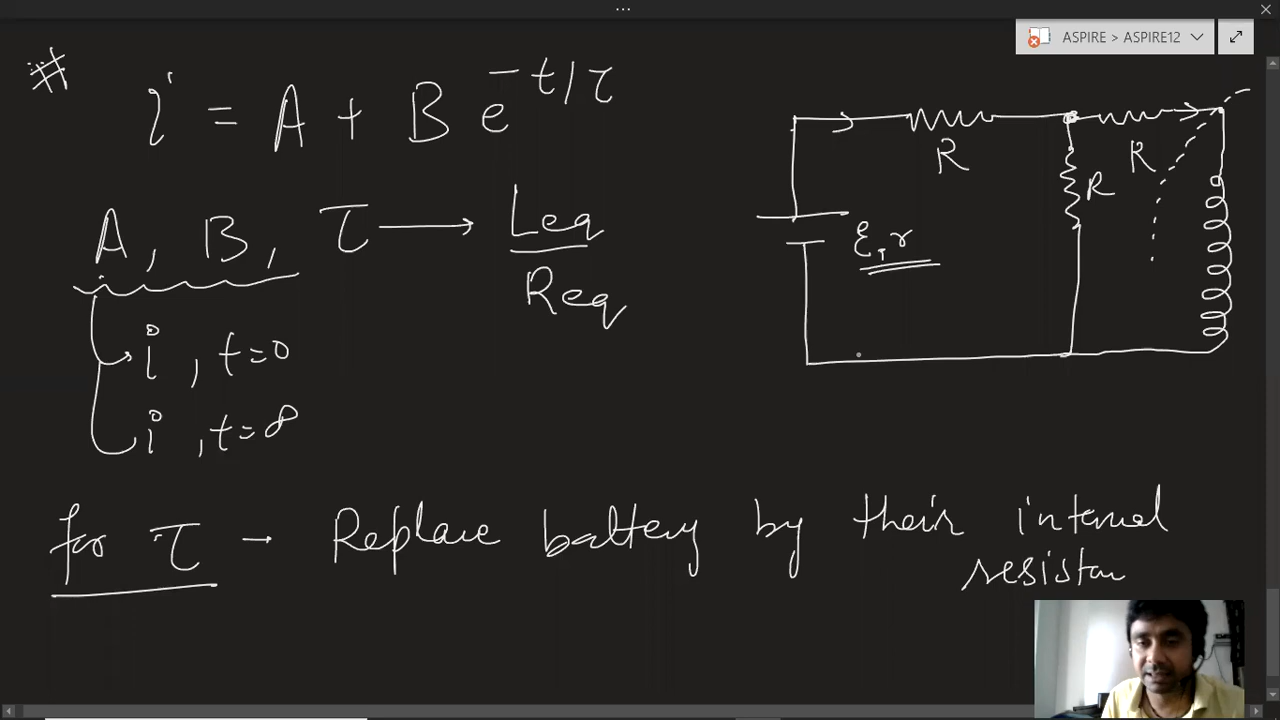 ASPIRE > ASPIRE12
#
i = A + B e^{-t/τ}
A, B, τ → Leq/Req
i, t=0
i, t=∞
R
R
R
ε, r
for τ → Replace battery by their internal
resistan